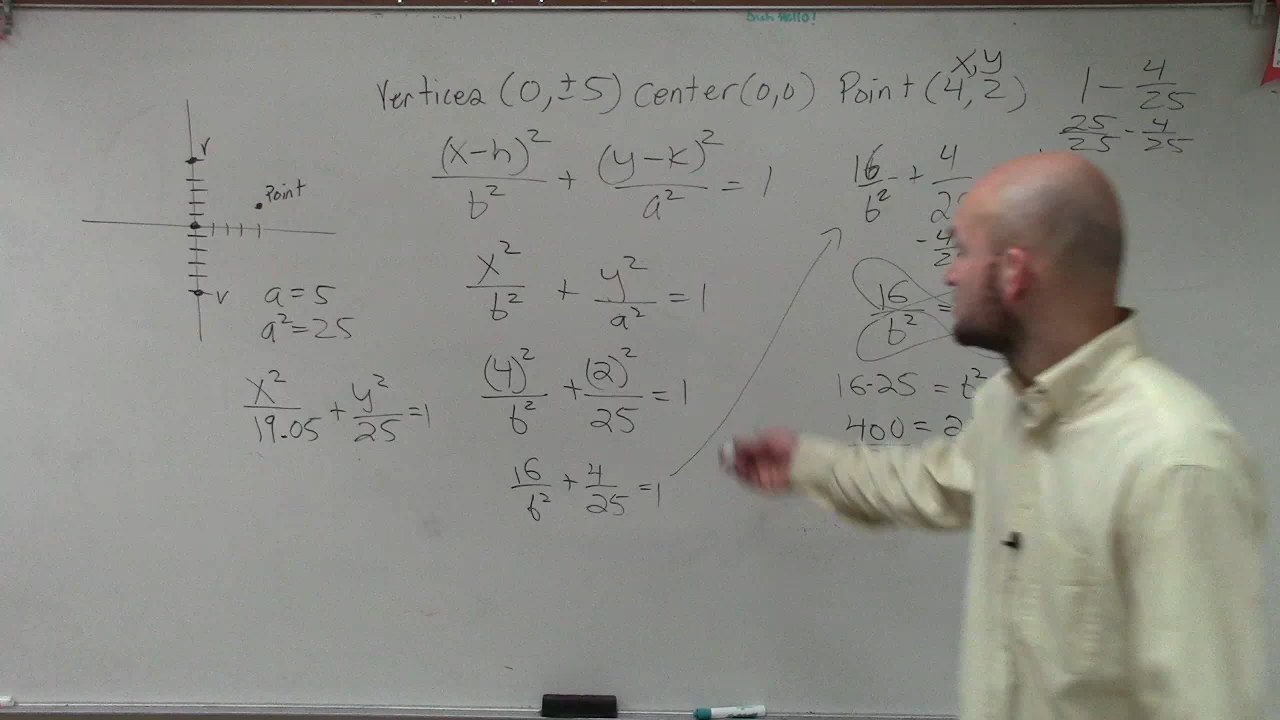 Duh Hello!
Vertices (0, ±5) center (0,0) Point (4, 2)
x, y
1 - 4/25
25/25 - 4/25
v
Point
v
a = 5
a² = 25
x²/19.05 + y²/25 = 1
(x-h)²/b² + (y-k)²/a² = 1
x²/b² + y²/a² = 1
(4)²/b² + (2)²/25 = 1
16/b² + 4/25 = 1
16/b² + 4/2
- 4/2
16/b² =
16·25 = b²
400 = 2